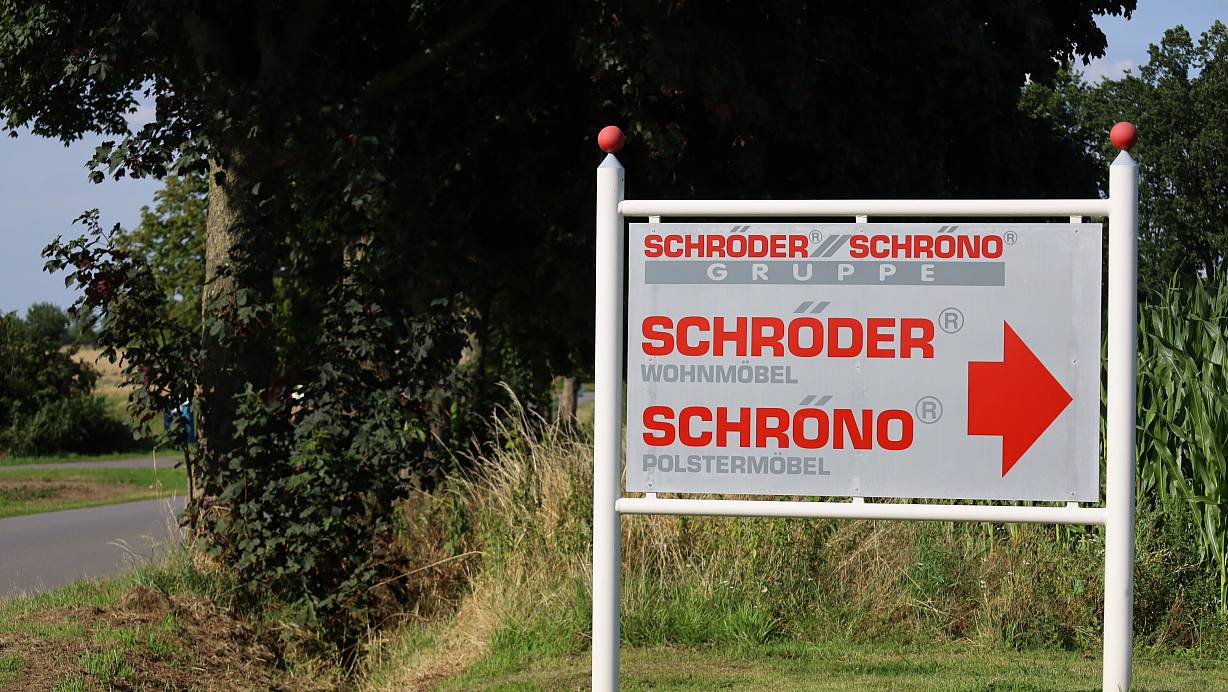 SCHRÖDER® // SCHRÖNO®
GRUPPE
SCHRÖDER®
WOHNMÖBEL
SCHRÖNO®
POLSTERMÖBEL